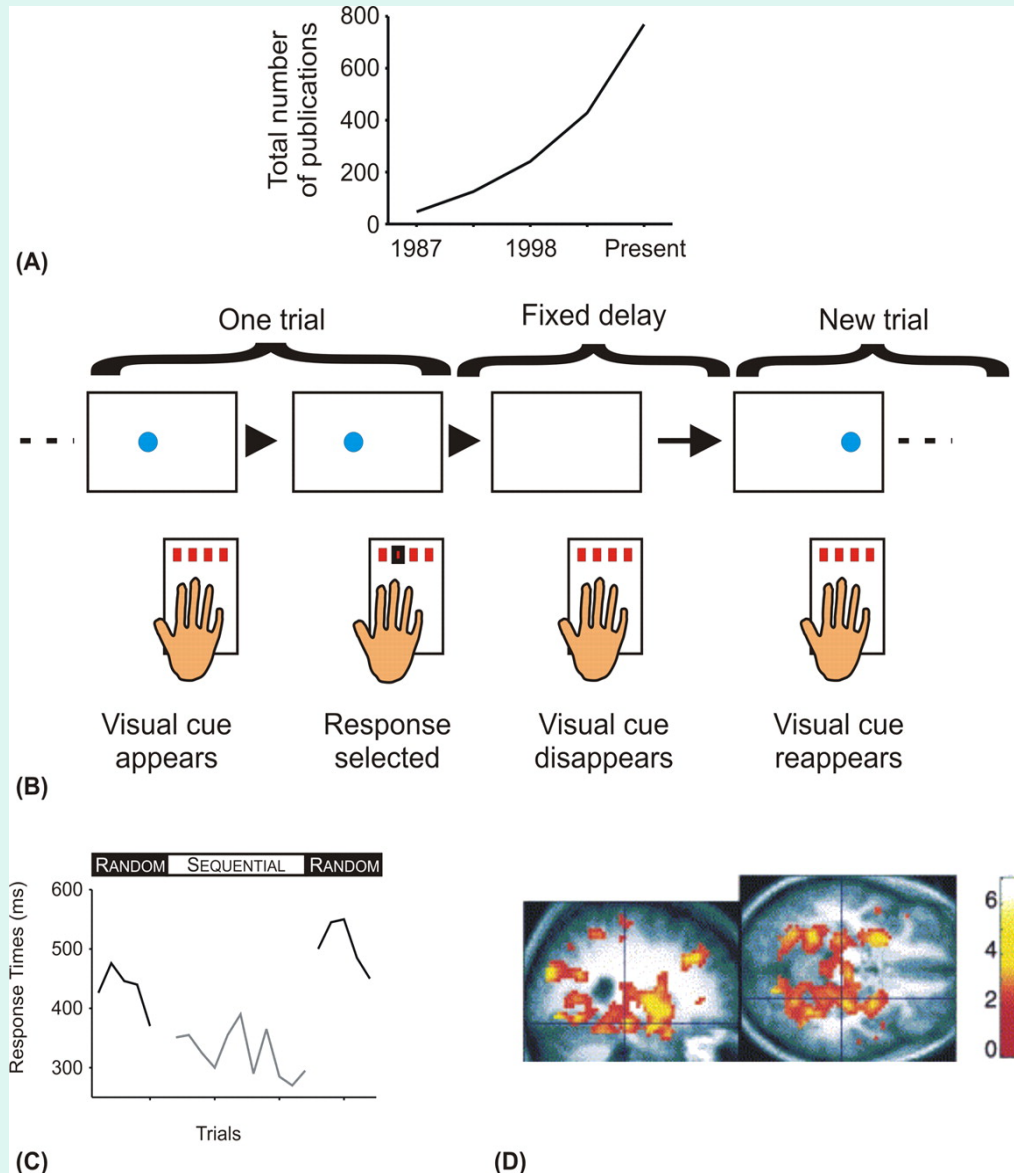 800
600
400
200
0
Total number
of publications
1987 1998 Present
(A)
One trial Fixed delay New trial
Visual cue
appears
Response
selected
Visual cue
disappears
Visual cue
reappears
(B)
RANDOM SEQUENTIAL RANDOM
600
500
400
300
Response Times (ms)
Trials
(C)
6
4
2
0
(D)